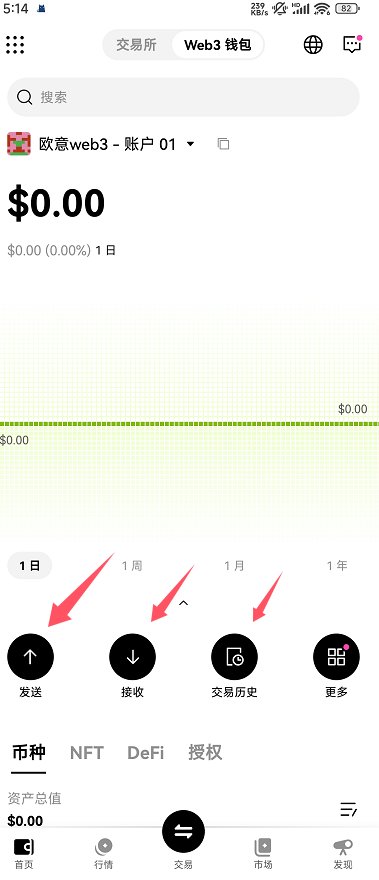 5:14 239 KB/s HD 82
交易所 Web3 钱包
搜索
欧意web3 - 账户 01
$0.00
$0.00 (0.00%) 1 日
$0.00
$0.00
1 日 1 周 1 月 1 年
发送 接收 交易历史 更多
币种 NFT DeFi 授权
资产总值
$0.00
首页 行情 交易 市场 发现